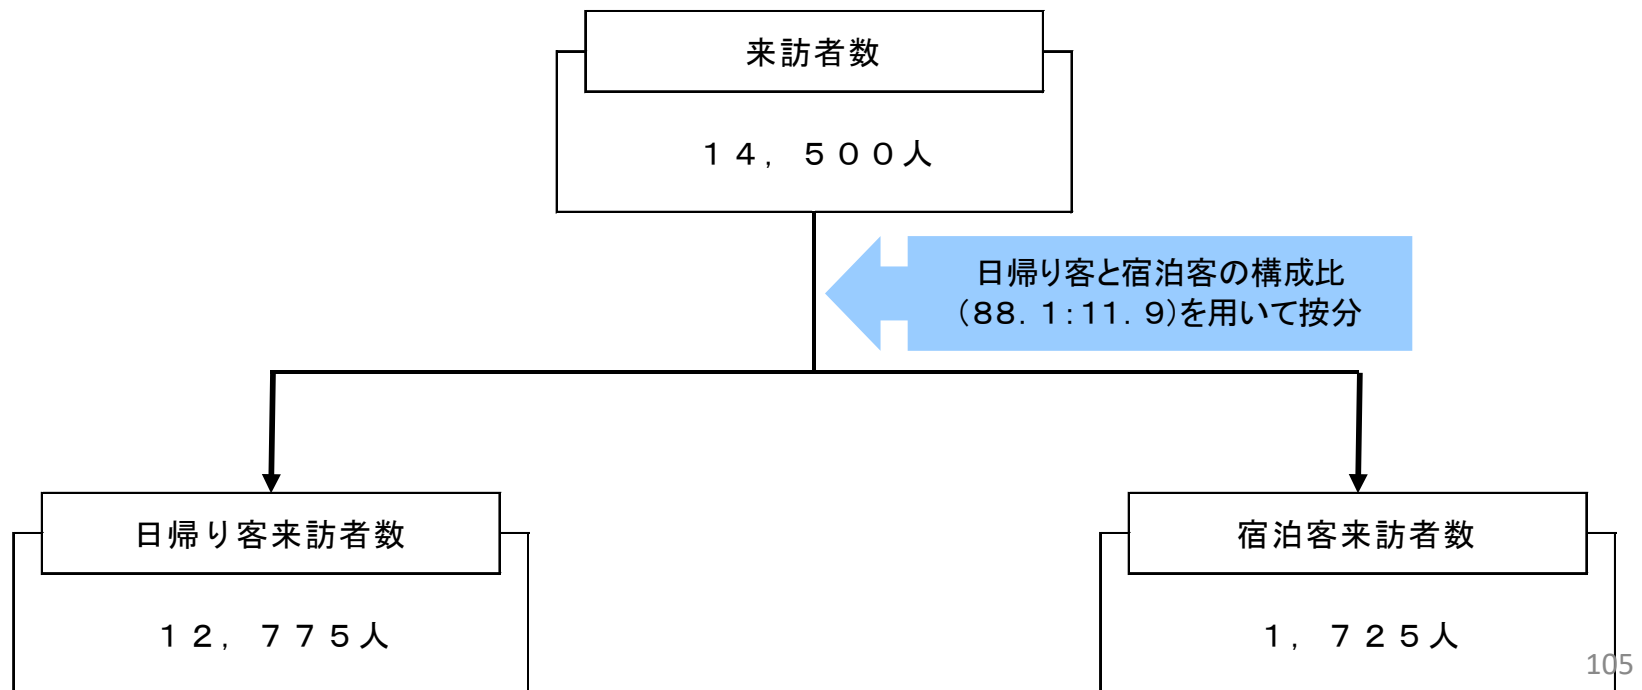 来訪者数
１４，５００人
日帰り客と宿泊客の構成比
（８８．１：１１．９）を用いて按分
日帰り客来訪者数
宿泊客来訪者数
１２，７７５人
１，７２５人
105